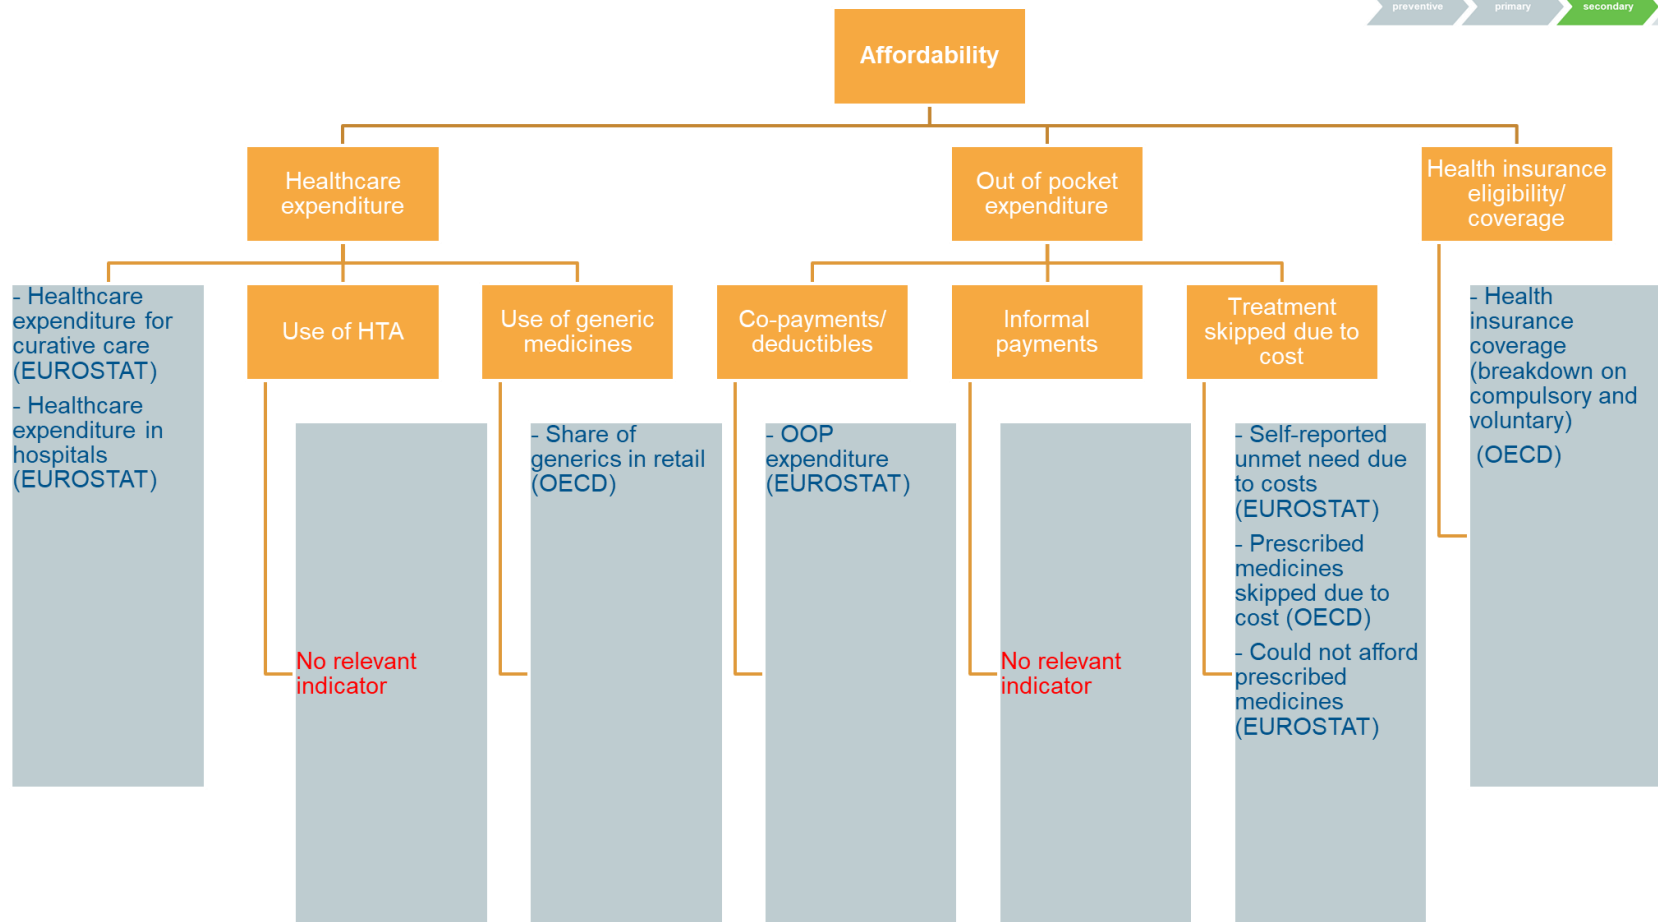 preventive
primary
secondary
Affordability
Healthcare
expenditure
Out of pocket
expenditure
Health insurance
eligibility/
coverage
- Healthcare
expenditure for
curative care
(EUROSTAT)
- Healthcare
expenditure in
hospitals
(EUROSTAT)
Use of HTA
Use of generic
medicines
Co-payments/
deductibles
Informal
payments
Treatment
skipped due to
cost
- Health
insurance
coverage
(breakdown on
compulsory and
voluntary)
(OECD)
No relevant
indicator
- Share of
generics in retail
(OECD)
- OOP
expenditure
(EUROSTAT)
No relevant
indicator
- Self-reported
unmet need due
to costs
(EUROSTAT)
- Prescribed
medicines
skipped due to
cost (OECD)
- Could not afford
prescribed
medicines
(EUROSTAT)